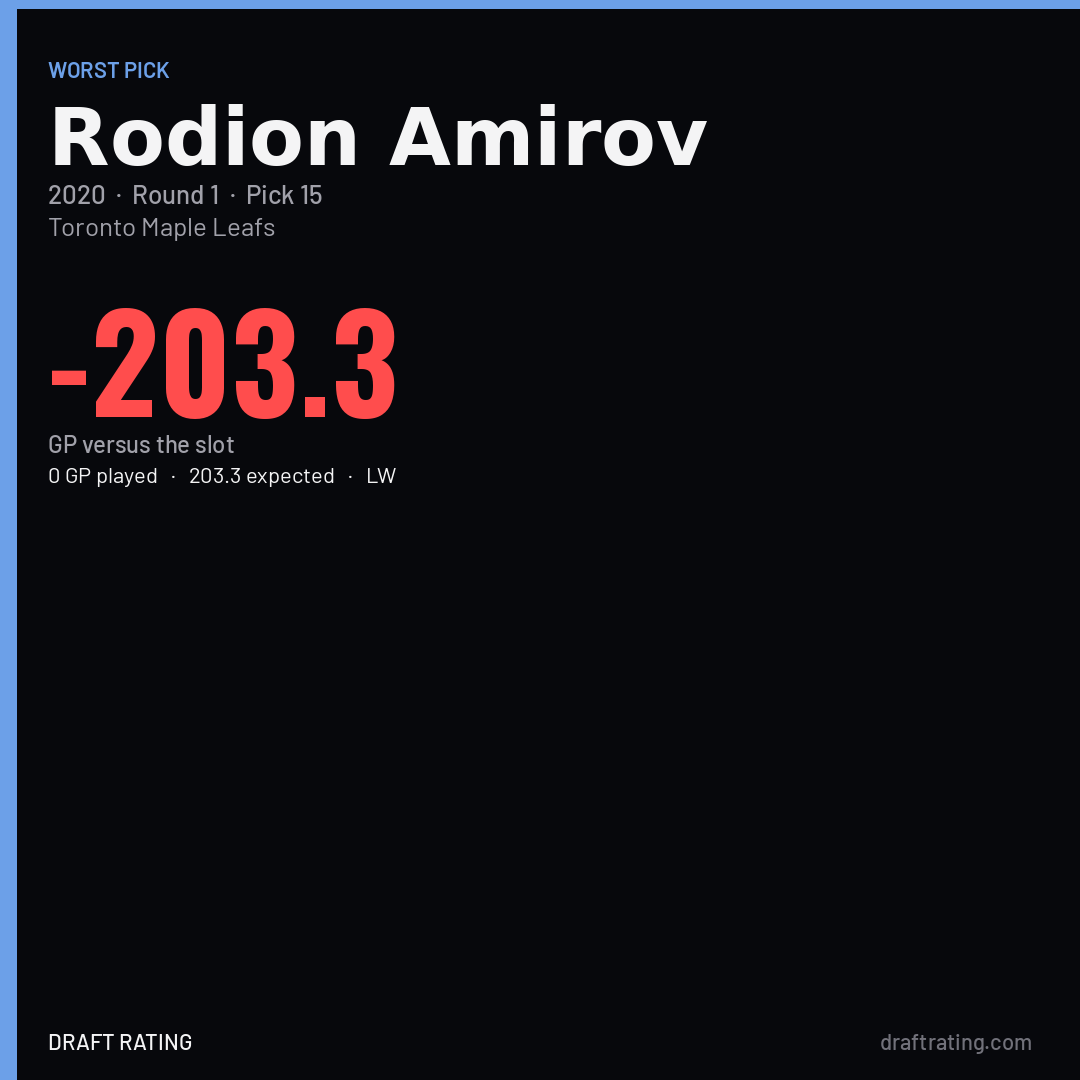 WORST PICK
Rodion Amirov
2020 · Round 1 · Pick 15
Toronto Maple Leafs
-203.3
GP versus the slot
0 GP played · 203.3 expected · LW
DRAFT RATING
draftrating.com